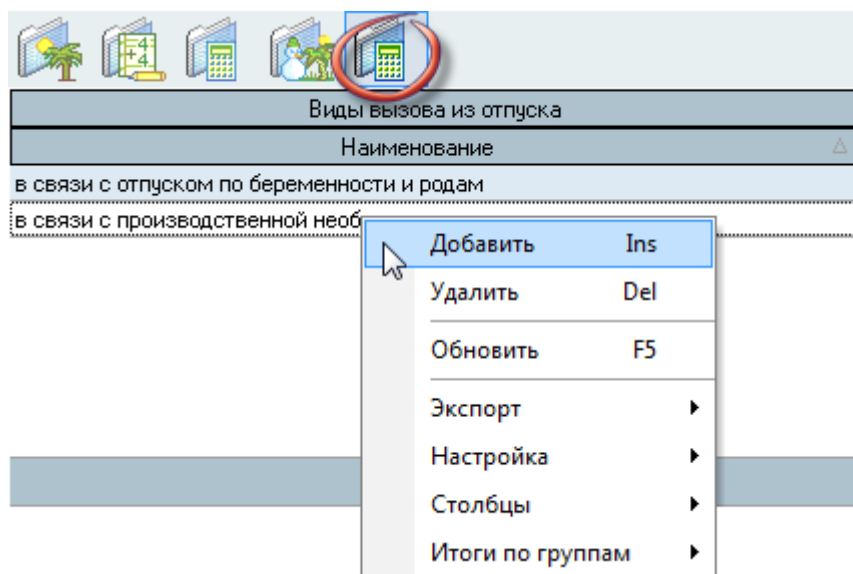 Виды вызова из отпуска
Наименование
в связи с отпуском по беременности и родам
в связи с производственной необ
Добавить Ins
Удалить Del
Обновить F5
Экспорт
Настройка
Столбцы
Итоги по группам